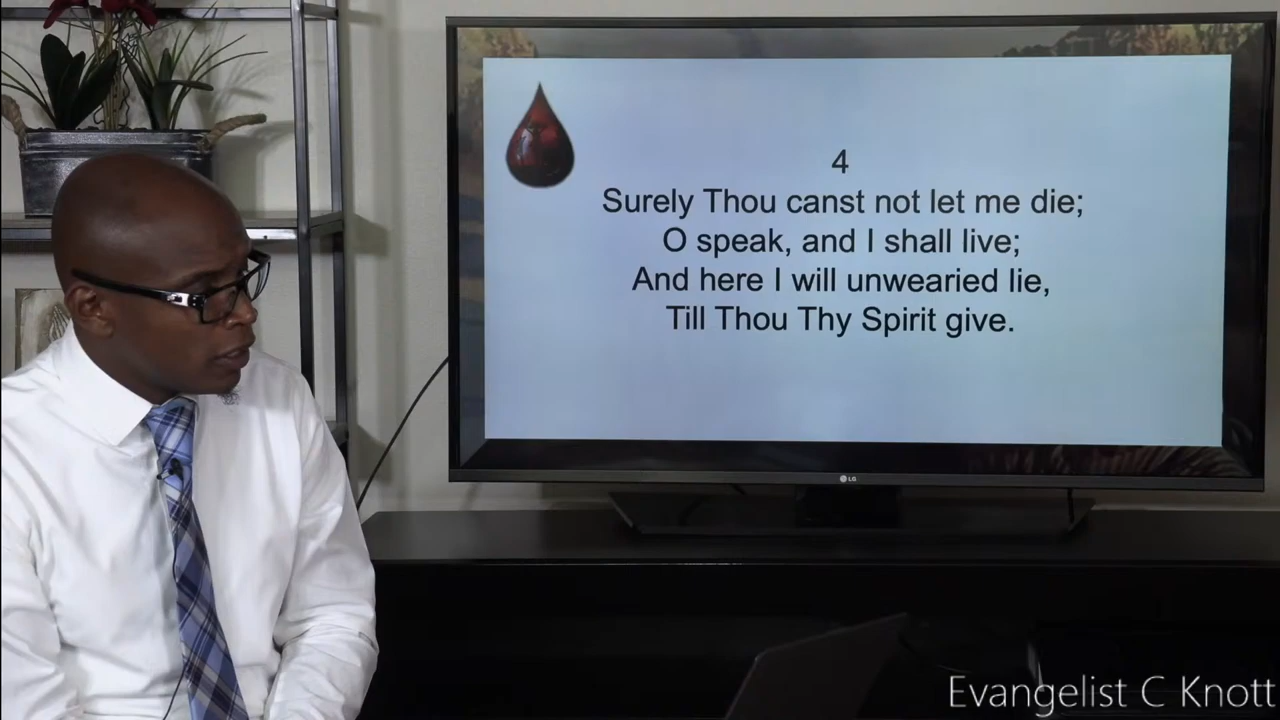 4
Surely Thou canst not let me die;
O speak, and I shall live;
And here I will unwearied lie,
Till Thou Thy Spirit give.
LG
Evangelist C Knott